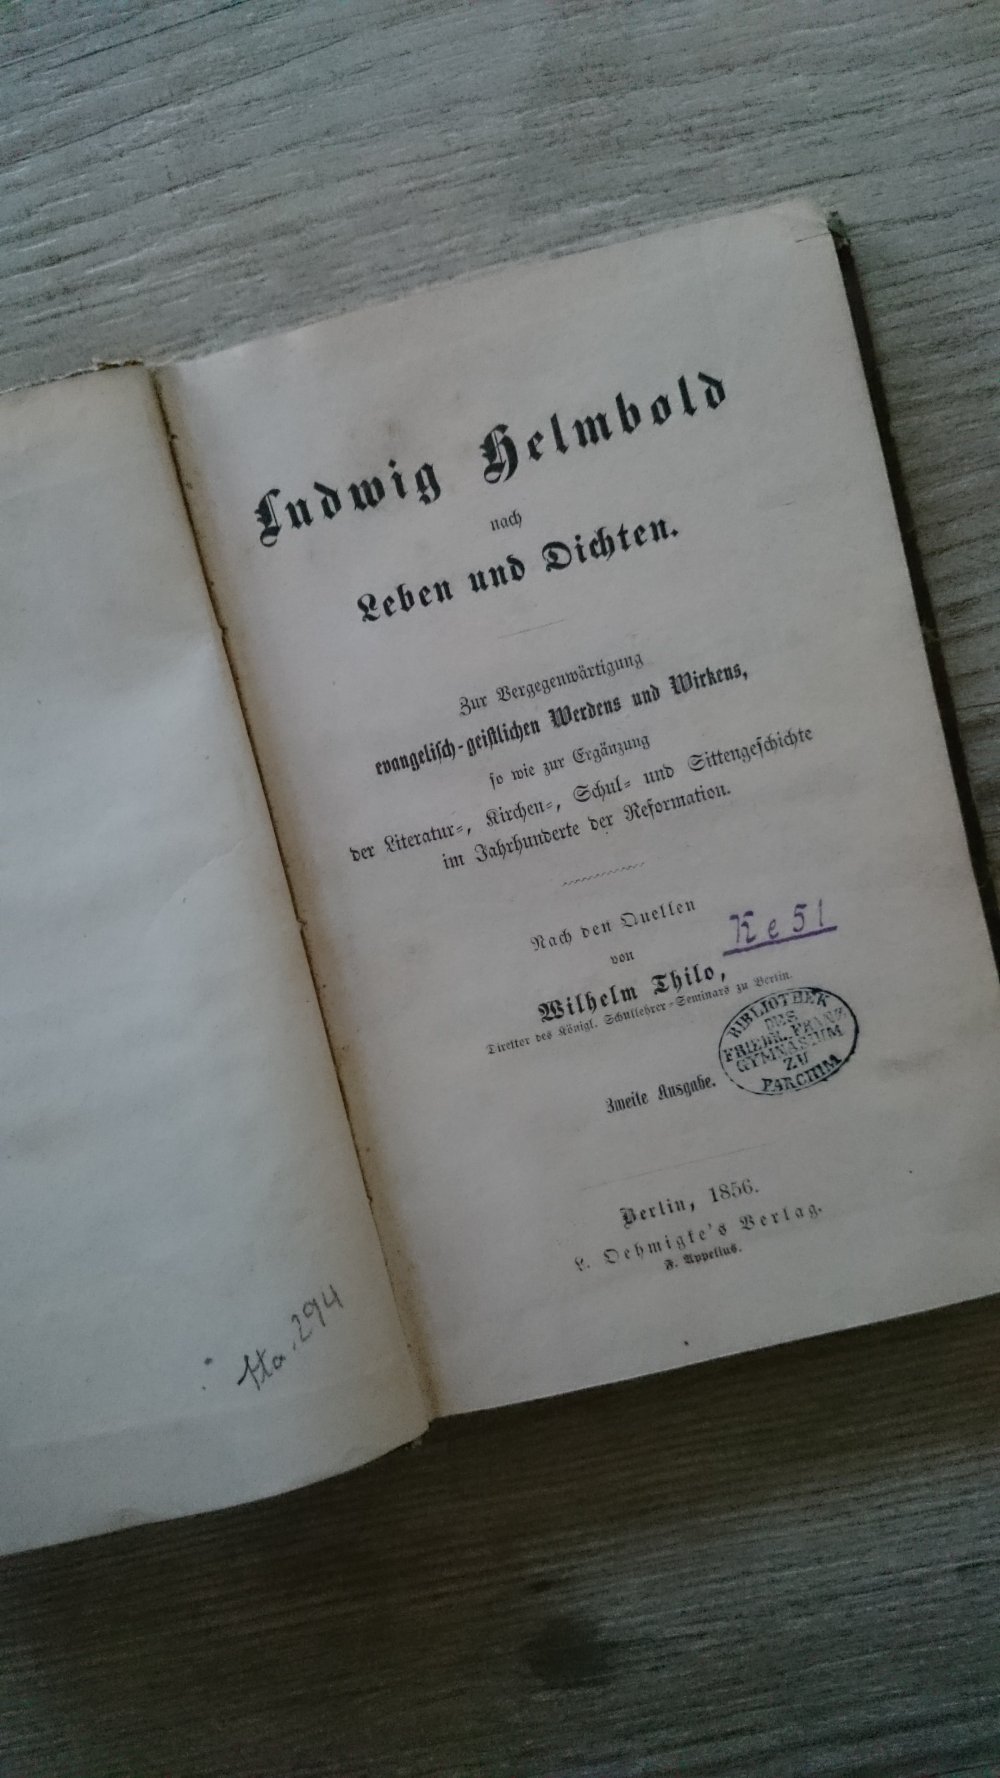 Ludwig Helmbold
nach
Leben und Dichten.
Zur Vergegenwärtigung
evangelisch-geistlichen Werdens und Wirkens,
so wie zur Ergänzung
der Literatur-, Kirchen-, Schul- und Sittengeschichte
im Jahrhunderte der Reformation.
Nach den Quellen
von
Wilhelm Thilo,
Direktor des Königl. Schullehrer-Seminars zu Berlin.
Ke 51
BIBLIOTHEK
DES
FRIEDR. FRANZ
GYMNASIUM
ZU
PARCHIM
Zweite Ausgabe.
Berlin, 1856.
L. Oehmigke's Verlag.
F. Appelius.
294